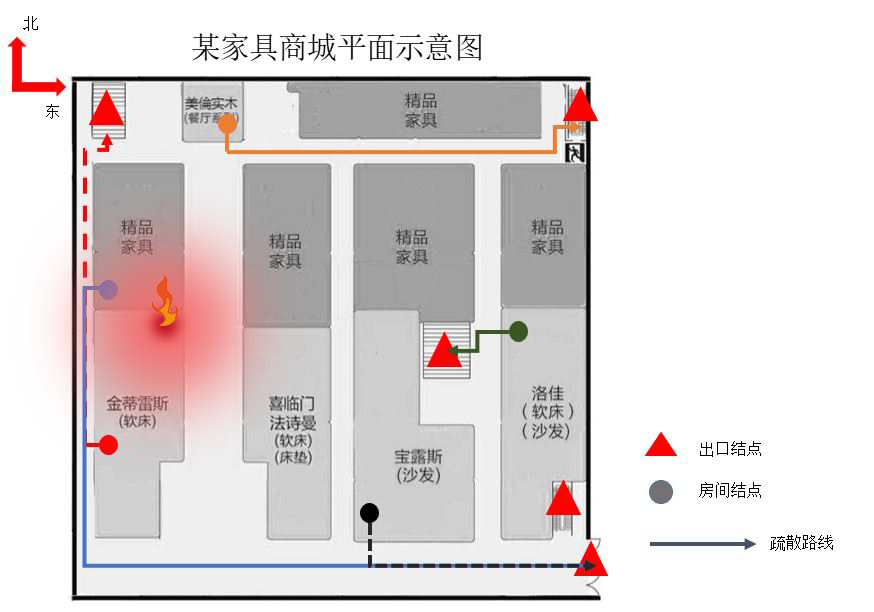 北
东
某家具商城平面示意图
美倫实木
(餐厅系列)
精品
家具
精品
家具
精品
家具
精品
家具
精品
家具
金蒂雷斯
(软床)
喜临门
法诗曼
(软床)
(床垫)
宝露斯
(沙发)
洛佳
(软床)
(沙发)
出口结点
房间结点
疏散路线